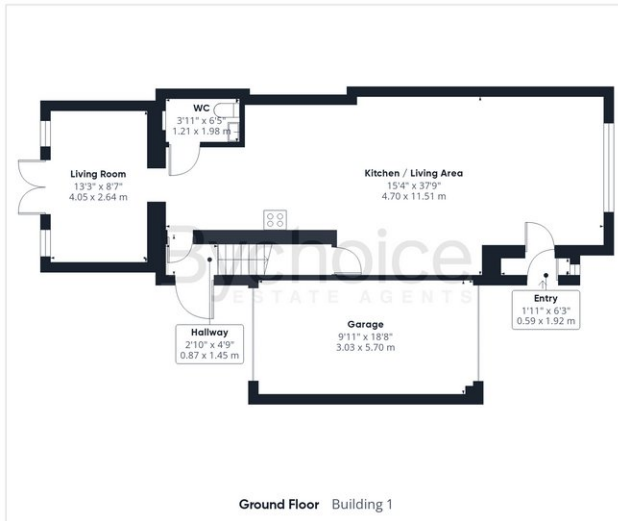 WC
3'11" x 6'5"
1.21 x 1.98 m
Living Room
13'3" x 8'7"
4.05 x 2.64 m
Kitchen / Living Area
15'4" x 37'9"
4.70 x 11.51 m
Bychoice
ESTATE AGENTS
Entry
1'11" x 6'3"
0.59 x 1.92 m
Hallway
2'10" x 4'9"
0.87 x 1.45 m
Garage
9'11" x 18'8"
3.03 x 5.70 m
Ground Floor Building 1